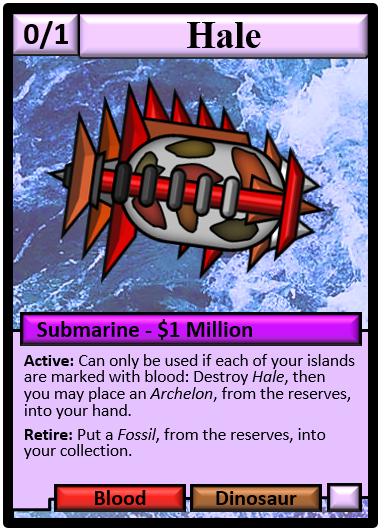 0/1
Hale
Submarine - $1 Million
Active: Can only be used if each of your islands
are marked with blood: Destroy Hale, then
you may place an Archelon, from the reserves,
into your hand.
Retire: Put a Fossil, from the reserves, into
your collection.
Blood
Dinosaur